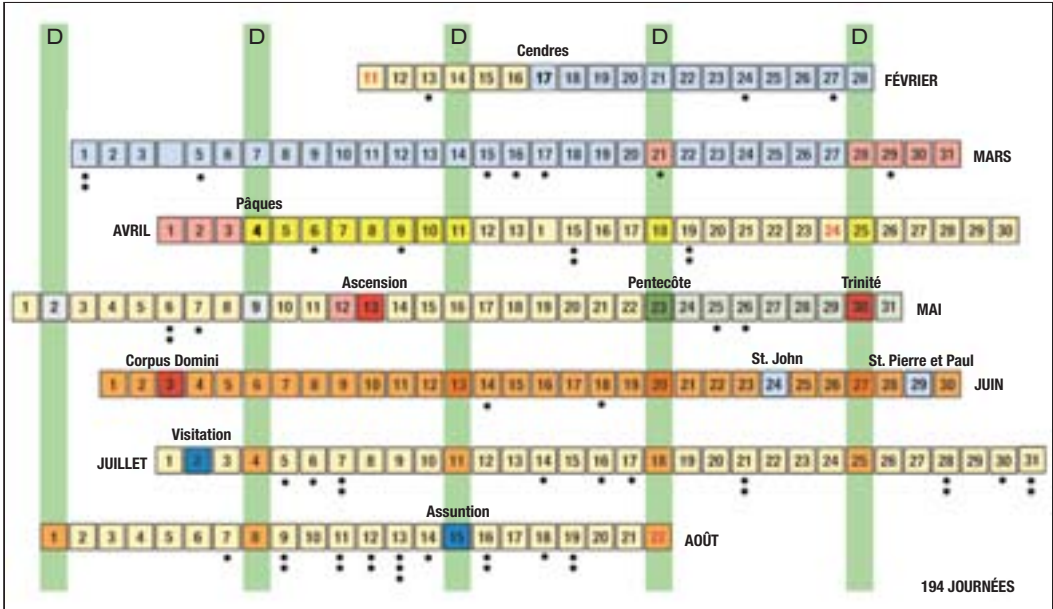 D D D D D
Cendres
11 12 13 14 15 16 17 18 19 20 21 22 23 24 25 26 27 28 FÉVRIER
1 2 3 5 6 7 8 9 10 11 12 13 14 15 16 17 18 19 20 21 22 23 24 25 26 27 28 29 30 31 MARS
Pâques
AVRIL 1 2 3 4 5 6 7 8 9 10 11 12 13 1 15 16 17 18 19 20 21 22 23 24 25 26 27 28 29 30
Ascension Pentecôte Trinité
1 2 3 4 5 6 7 8 9 10 11 12 13 14 15 16 17 18 19 20 21 22 23 24 25 26 27 28 29 30 31 MAI
Corpus Domini St. John St. Pierre et Paul
1 2 3 4 5 6 7 8 9 10 11 12 13 14 15 16 17 18 19 20 21 22 23 24 25 26 27 28 29 30 JUIN
Visitation
JUILLET 1 2 3 4 5 6 7 8 9 10 11 12 13 14 15 16 17 18 19 20 21 22 23 24 25 26 27 28 29 30 31
Assuntion
1 2 3 4 5 6 7 8 9 10 11 12 13 14 15 16 17 18 19 20 21 22 AOÛT
194 JOURNÉES